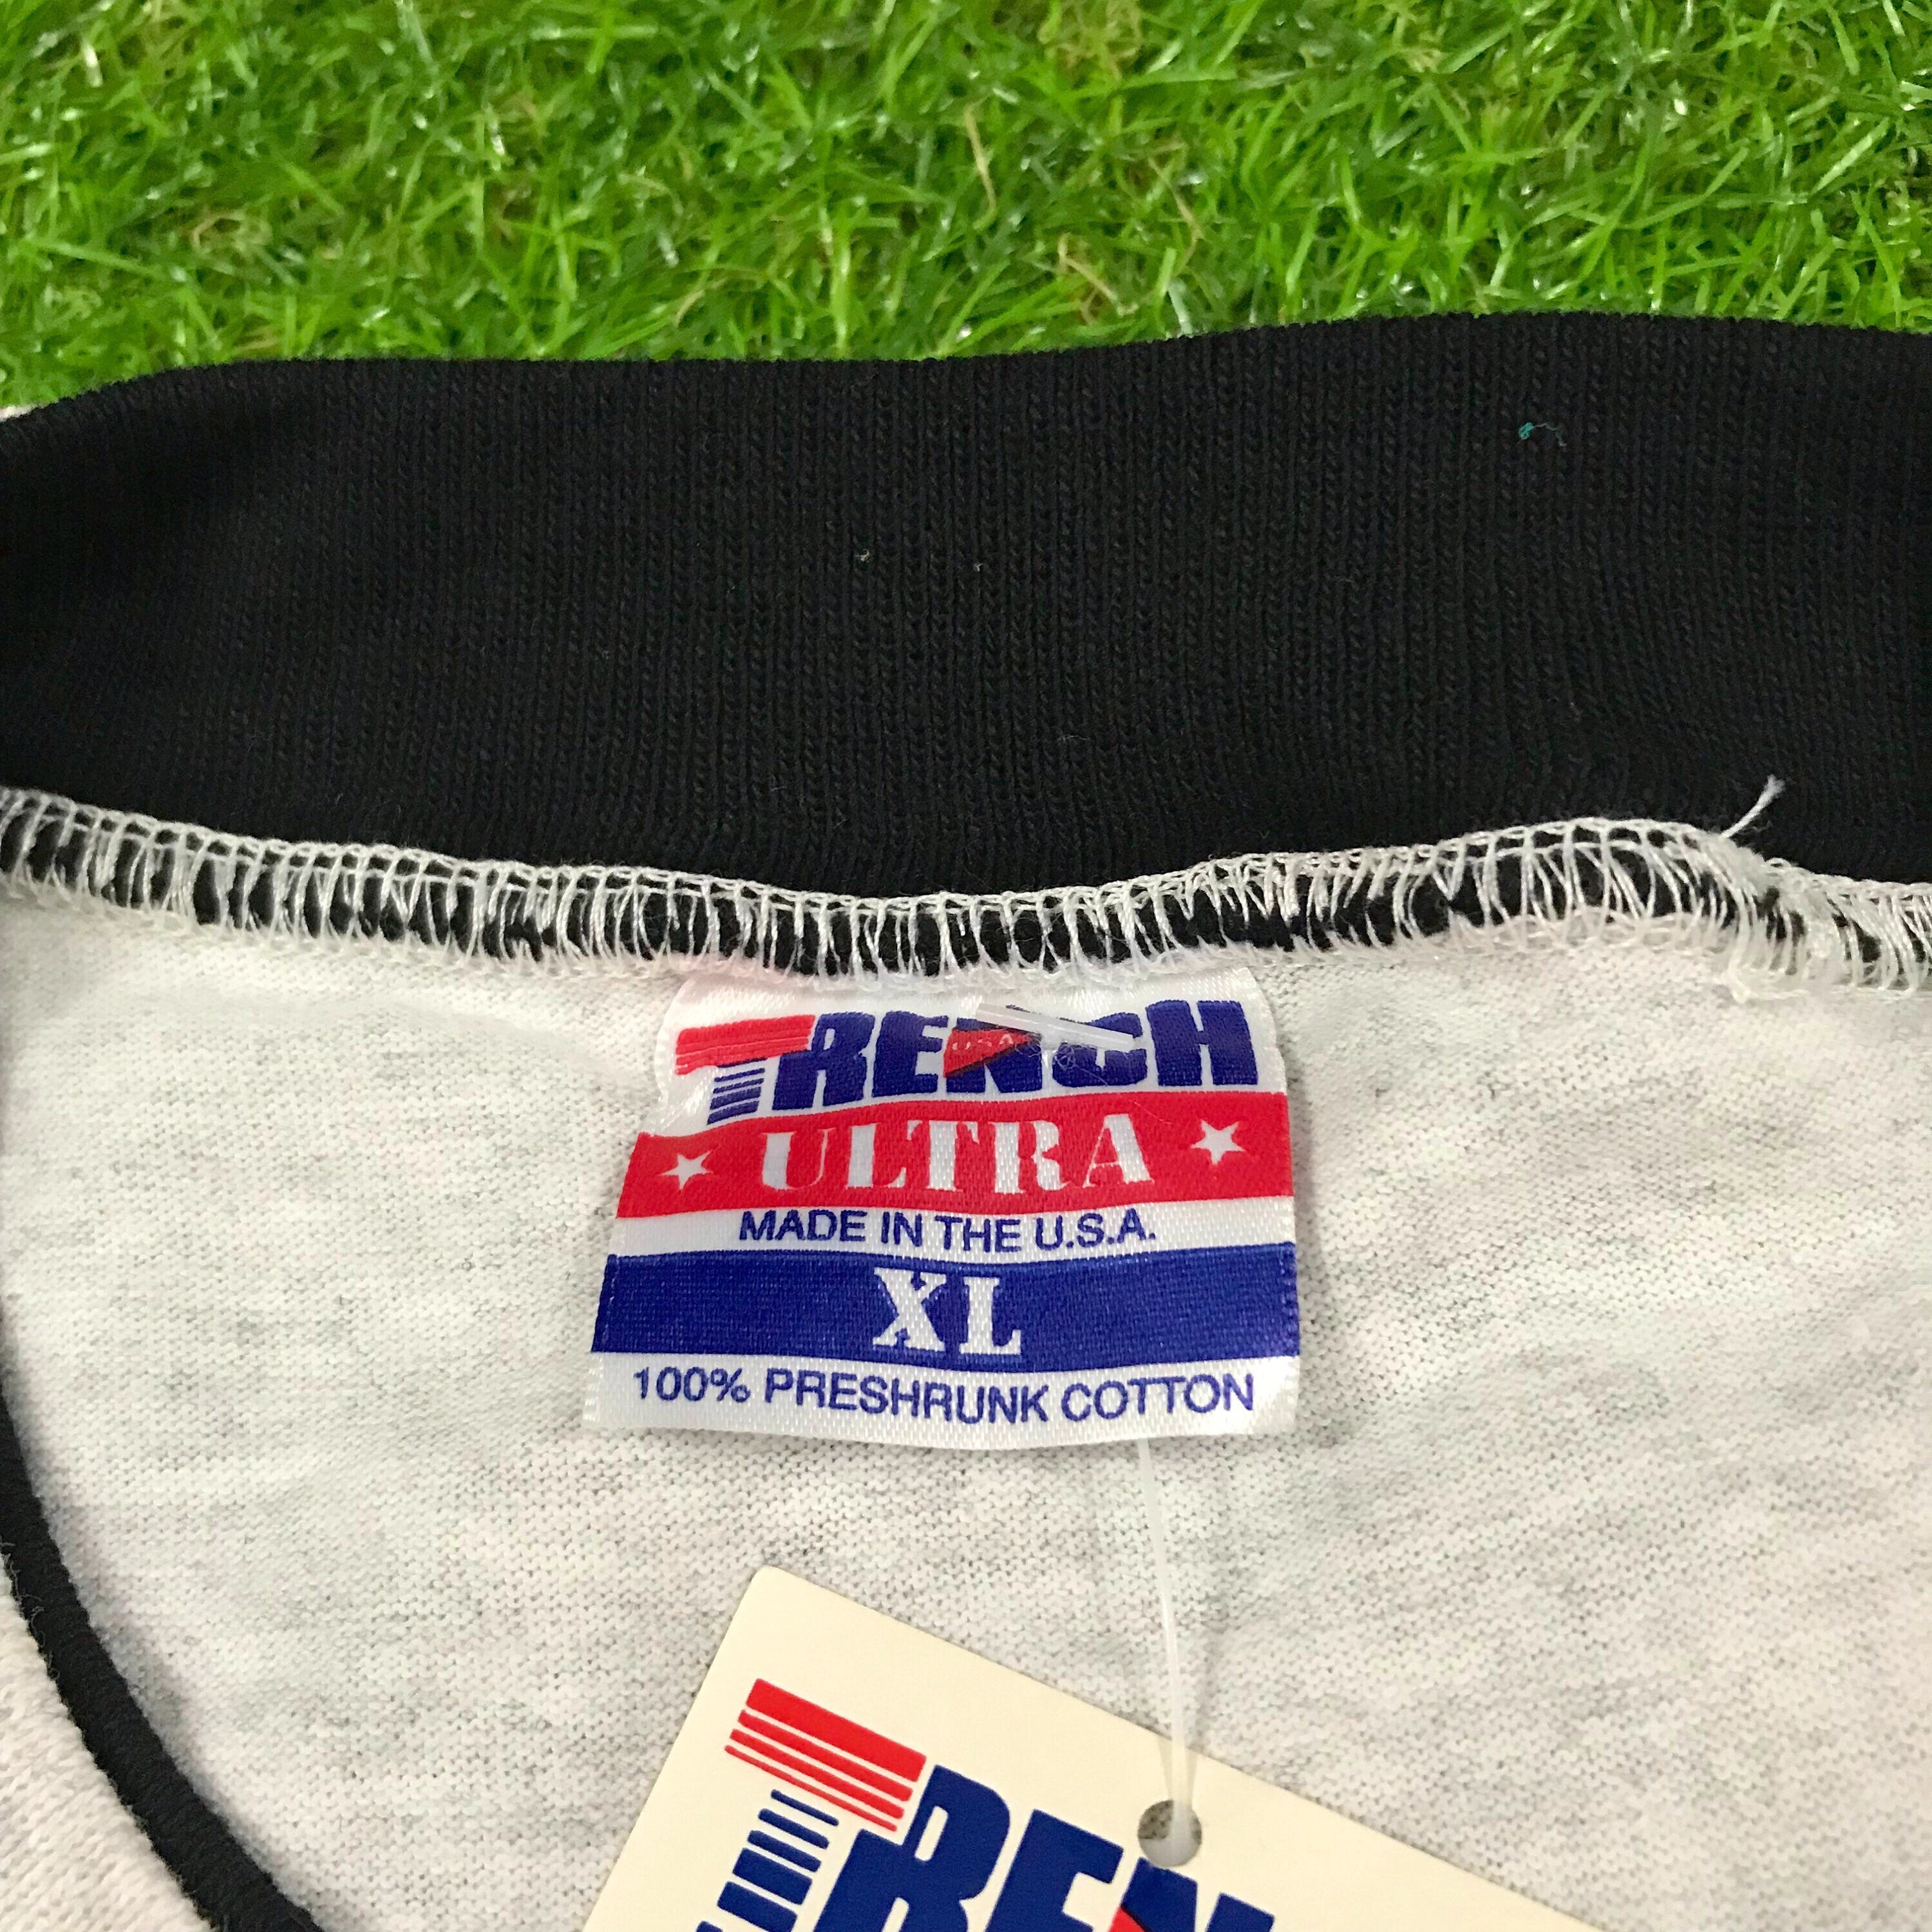 TRENCH
USA
ULTRA
MADE IN THE U.S.A.
XL
100% PRESHRUNK COTTON
TREN